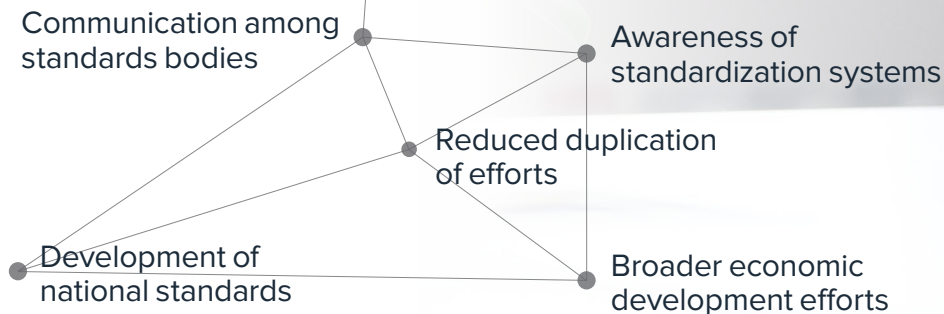 Communication among
standards bodies
Awareness of
standardization systems
Reduced duplication
of efforts
Development of
national standards
Broader economic
development efforts